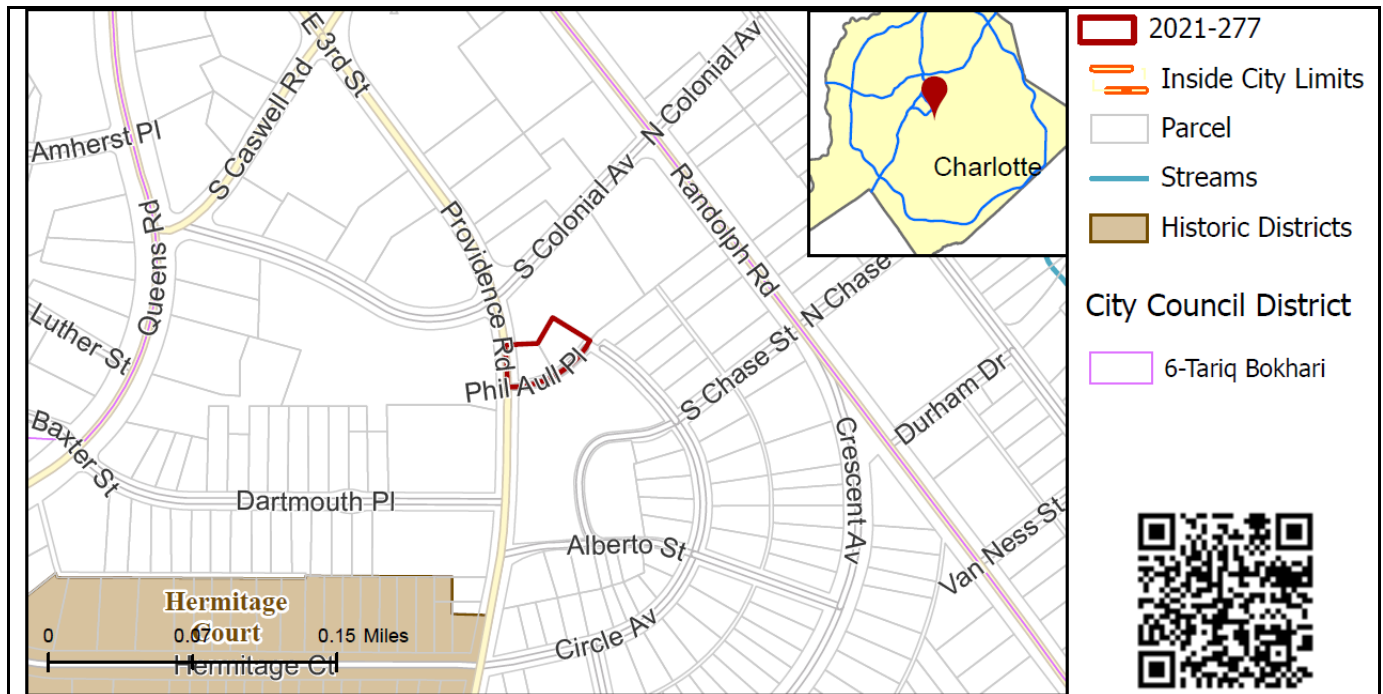 E 3rd St
S Caswell Rd
Amherst Pl
Queens Rd
Luther St
Baxter St
Providence Rd
S Colonial Av
N Colonial Av
Randolph Rd
Phil Aull Pl
S Chase St
N Chase
Durham Dr
Crescent Av
Van Ness St
Dartmouth Pl
Alberto St
Circle Av
Hermitage
Court
0
0.07
0.15 Miles
Hermitage Ct
Charlotte
2021-277
Inside City Limits
Parcel
Streams
Historic Districts
City Council District
6-Tariq Bokhari